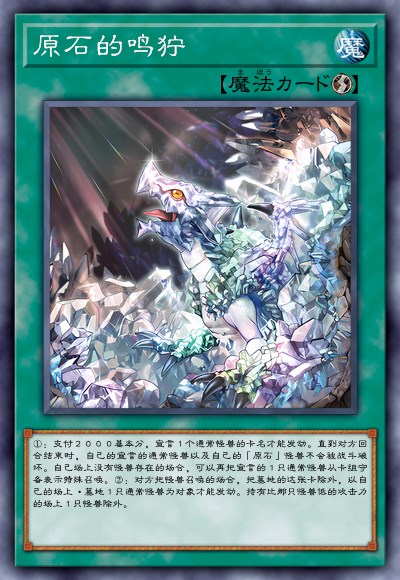 原石的鸣狞
魔
まほう
【魔法カード】
①：支付２０００基本分，宣言１个通常怪兽的卡名才能发动。直到对方回
合结束时，自己的宣言的通常怪兽以及自己的「原石」怪兽不会被战斗破
坏。自己场上没有怪兽存在的场合，可以再把宣言的１只通常怪兽从卡组守
备表示特殊召唤。②：对方把怪兽召唤的场合，把墓地的这张卡除外，以自
己的场上·墓地１只通常怪兽为对象才能发动。持有比那只怪兽低的攻击力
的场上１只怪兽除外。